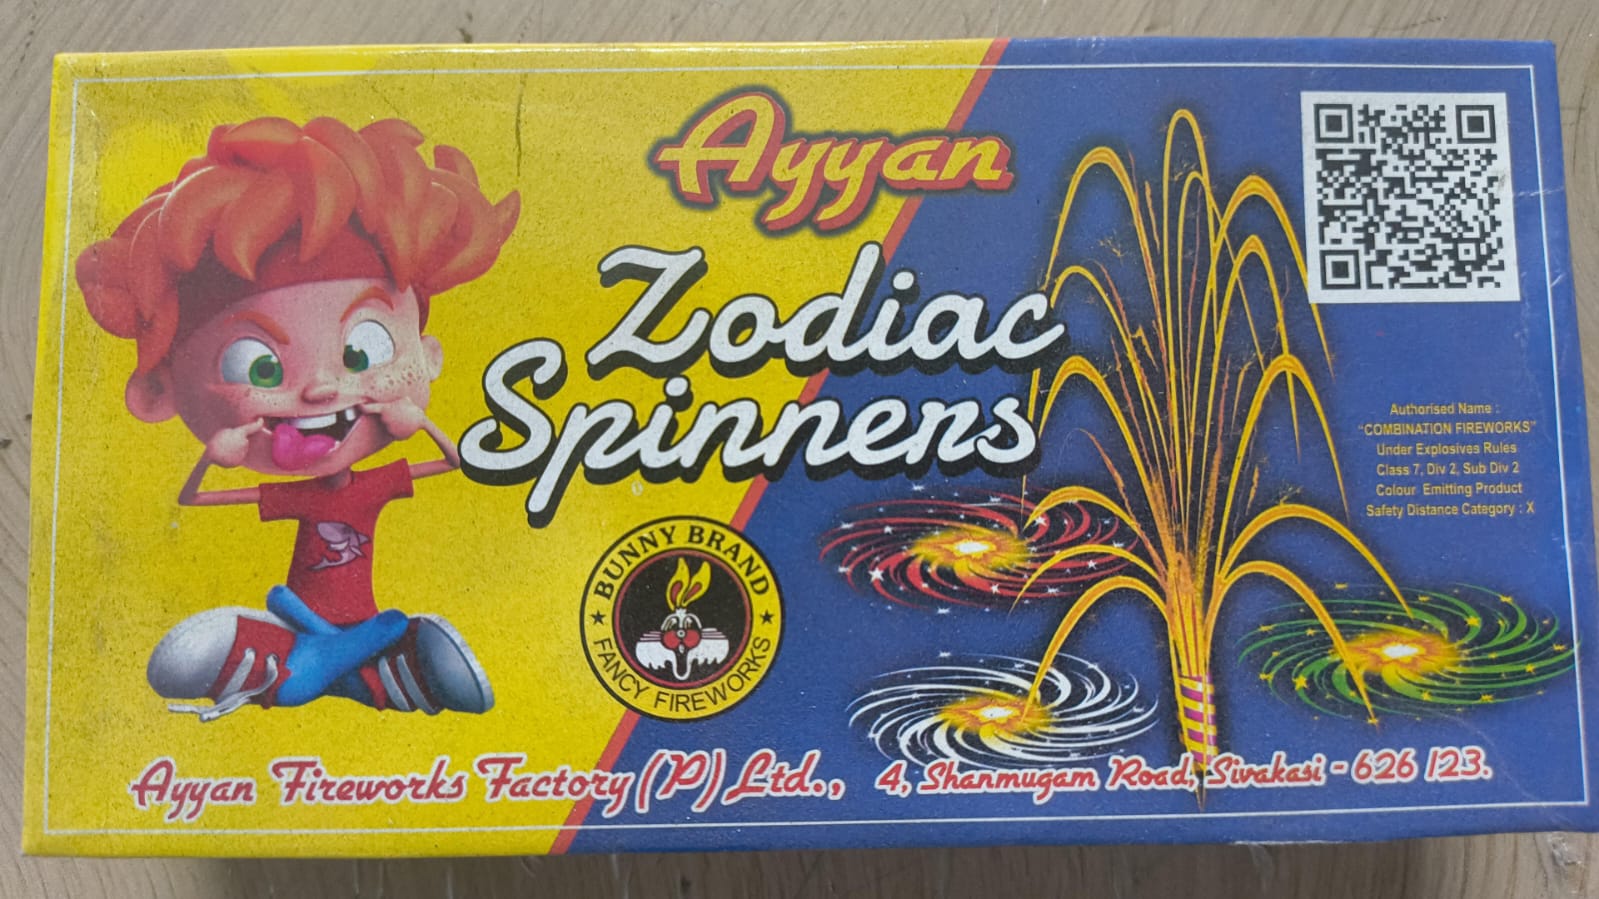 Ayyan
Zodiac
Spinners
Authorised Name :
"COMBINATION FIREWORKS"
Under Explosives Rules
Class 7, Div 2, Sub Div 2
Colour Emitting Product
Safety Distance Category : X
★ BUNNY BRAND ★
FANCY FIREWORKS
Ayyan Fireworks Factory (P) Ltd., 4, Shanmugam Road, Sivakasi - 626 123.